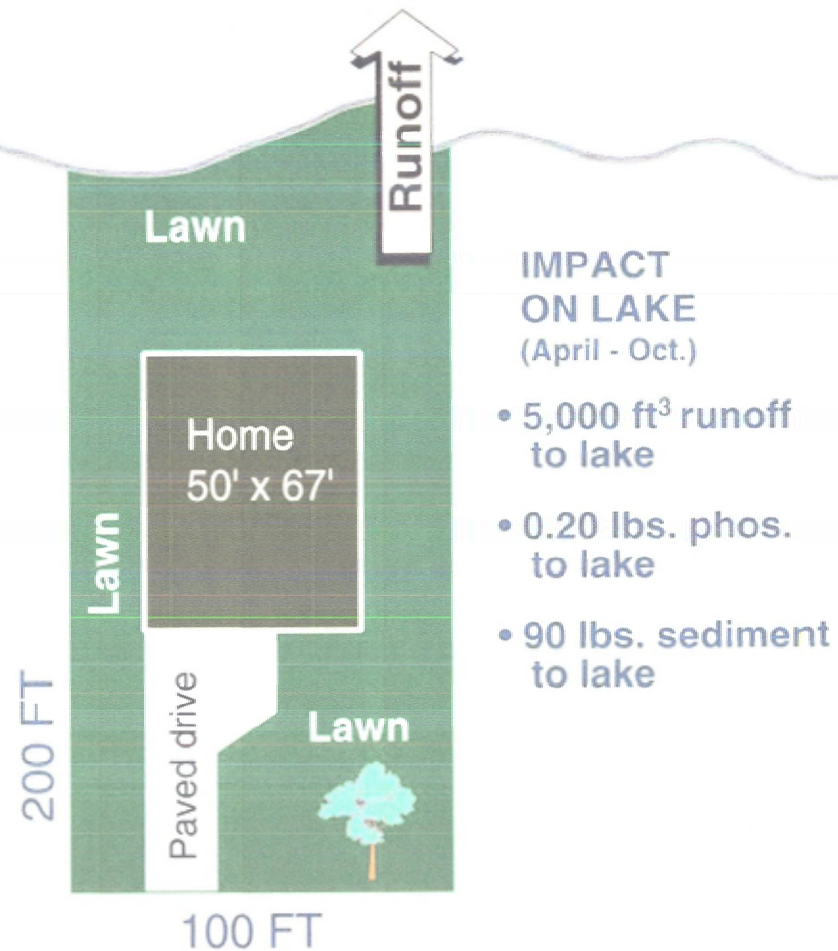 Runoff
Lawn
IMPACT
ON LAKE
(April - Oct.)
• 5,000 ft³ runoff
to lake
• 0.20 lbs. phos.
to lake
• 90 lbs. sediment
to lake
Home
50' x 67'
Lawn
Lawn
Paved drive
200 FT
100 FT